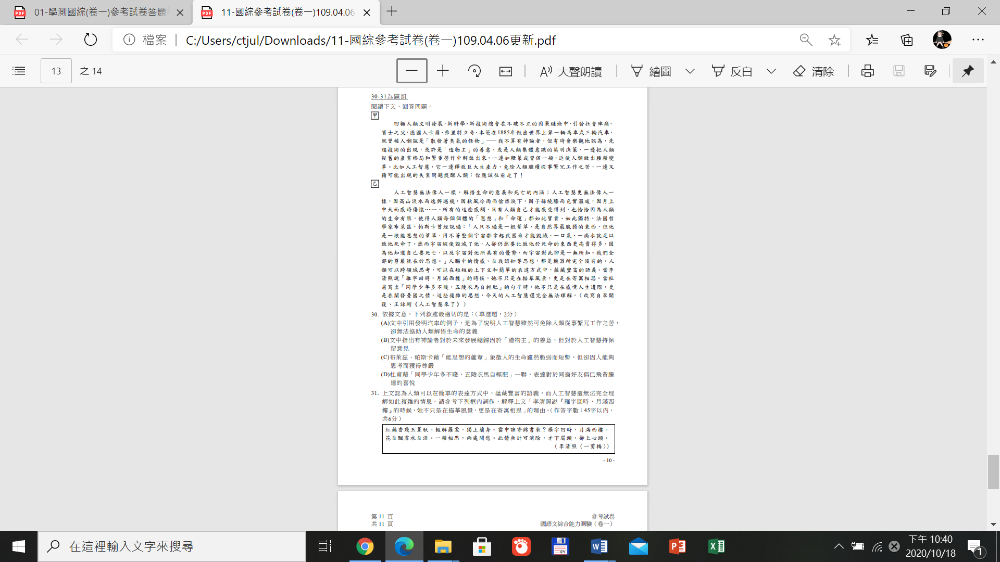 01-學測國綜(卷一)參考試卷答題
11-國綜參考試卷(卷一)109.04.06
檔案
C:/Users/ctjul/Downloads/11-國綜參考試卷(卷一)109.04.06更新.pdf
13 之 14
大聲朗讀
繪圖
反白
清除
30-31為題組
閱讀下文，回答問題。
甲
回顧人類文明發展，新科學、新技術總會在不破不立的因果鏈條中，引發社會陣痛。
賓士之父，德國人卡爾·弗里特立奇·本茨在1885年做出世界上第一輛馬車式三輪汽車，
就曾被人嘲諷是「散發著臭氣的怪物」──我不算有神論者，但有時會樂觀地認為，先
進技術的出現，或許是「造物主」的善意，或是人類集體意識的英明決策，一邊把人類
從舊的產業格局和繁重勞作中解放出來，一邊如鞭策或督促一般，迫使人類做出種種變
革。比如人工智慧，它一邊釋放巨大生產力，免除人類繼續從事繁冗工作之苦，一邊又
藉可能出現的失業問題提醒人類：你應該往前走了！
乙
人工智慧無法像人一樣，解悟生命的意義和死亡的內涵；人工智慧更無法像人一
樣，因高山流水而逸興遄飛，因秋風冷雨而愴然淚下，因子孫繞膝而充實溫暖，因月上
中天而感時傷懷……。所有的這些感觸，只有人類自己才能感受得到，也恰恰因為人類
的生命有限，使得人類每個個體的「思想」和「命運」都如此寶貴、如此獨特。法國哲
學家布萊茲·帕斯卡曾經說過：「人只不過是一根葦草，是自然界最脆弱的東西，但他
是一根能思想的葦草，用不著整個宇宙都拿起武器來才能毀滅，一口氣、一滴水就足以
致他死命了。然而宇宙縱使毀滅了他，人卻仍然要比致他於死命的東西更高貴得多，因
為他知道自己要死亡，以及宇宙對他所具有的優勢，而宇宙對此卻是一無所知。我們全
部的尊嚴就在於思想。」人腦中的情感、自我認知等思想，都是機器所完全沒有的。人
類可以跨領域思考，可以在短短的上下文和簡單的表達方式中，蘊藏豐富的語義。當李
清照說「雁字回時，月滿西樓」的時候，她不只是在描摹風景，更是在寄寓相思。當杜
甫寫出「同學少年多不賤，五陵衣馬自輕肥」的句子時，他不只是在感嘆人生遭際，更
是在闡發憂國之情。這些複雜的思想，今天的人工智慧還完全無法理解。（改寫自李開
復、王詠剛《人工智慧來了》）
30. 依據文意，下列敘述最適切的是：（單選題，2分）
(A)文中引用發明汽車的例子，是為了說明人工智慧雖然可免除人類從事繁冗工作之苦，
卻無法協助人類解悟生命的意義
(B)文中指出有神論者對於未來發展總歸因於「造物主」的善意，但對於人工智慧持保
留意見
(C)布萊茲·帕斯卡藉「能思想的蘆葦」象徵人的生命雖然脆弱而短暫，但卻因人能夠
思考而獲得尊嚴
(D)杜甫藉「同學少年多不賤，五陵衣馬自輕肥」一聯，表達對於同窗好友俱已飛黃騰
達的喜悅
31. 上文認為人類可以在簡單的表達方式中，蘊藏豐富的語義，而人工智慧還無法完全理
解如此複雜的情思。請參考下列框內詞作，解釋上文「李清照說『雁字回時，月滿西
樓』的時候，她不只是在描摹風景，更是在寄寓相思」的理由。（作答字數：45字以內，
共6分）
紅藕香殘玉簟秋。輕解羅裳，獨上蘭舟。雲中誰寄錦書來？雁字回時，月滿西樓。
花自飄零水自流。一種相思，兩處閒愁。此情無計可消除，才下眉頭，卻上心頭。
（李清照〈一剪梅〉）
- 10 -
第 11 頁
共 11 頁
參考試卷
國語文綜合能力測驗（卷一）
在這裡輸入文字來搜尋
下午 10:40
2020/10/18
1